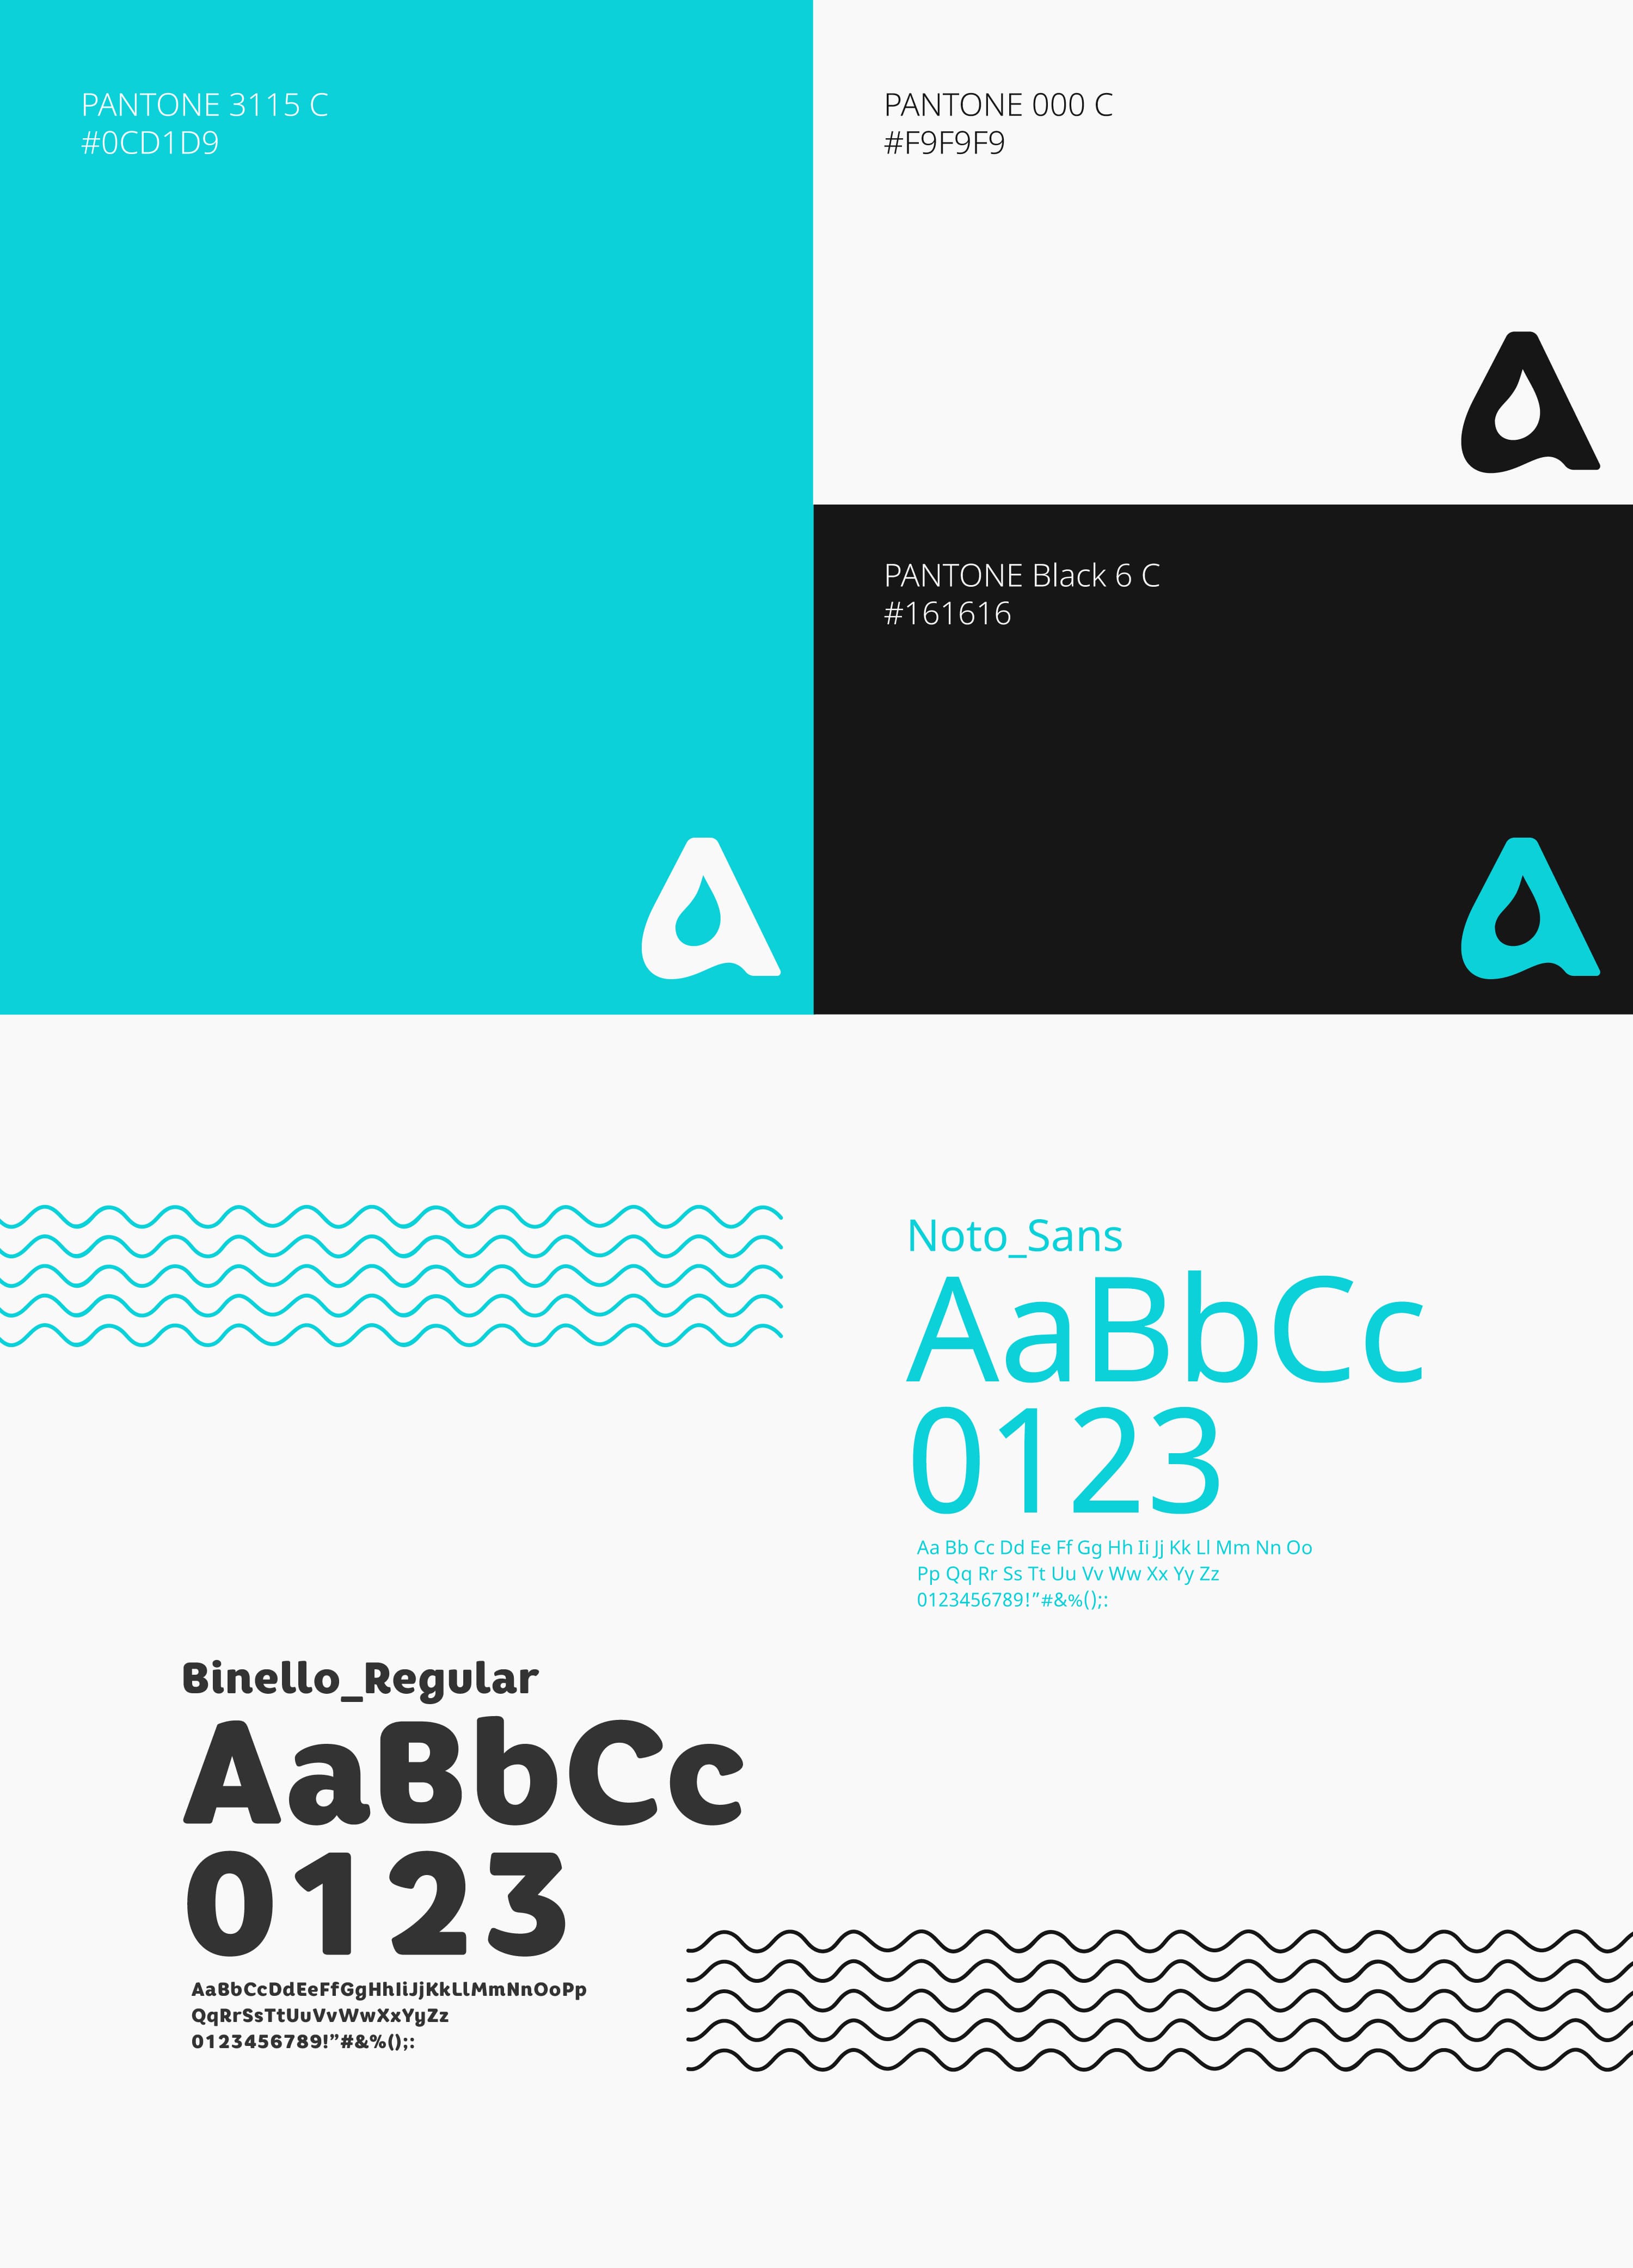 PANTONE 3115 C
#0CD1D9
PANTONE 000 C
#F9F9F9
PANTONE Black 6 C
#161616
Noto_Sans
AaBbCc
0123
Aa Bb Cc Dd Ee Ff Gg Hh Ii Jj Kk Ll Mm Nn Oo
Pp Qq Rr Ss Tt Uu Vv Ww Xx Yy Zz
0123456789!”#&%();:
Binello_Regular
AaBbCc
0123
AaBbCcDdEeFfGgHhIiJjKkLlMmNnOoPp
QqRrSsTtUuVvWwXxYyZz
0123456789!”#&%();: